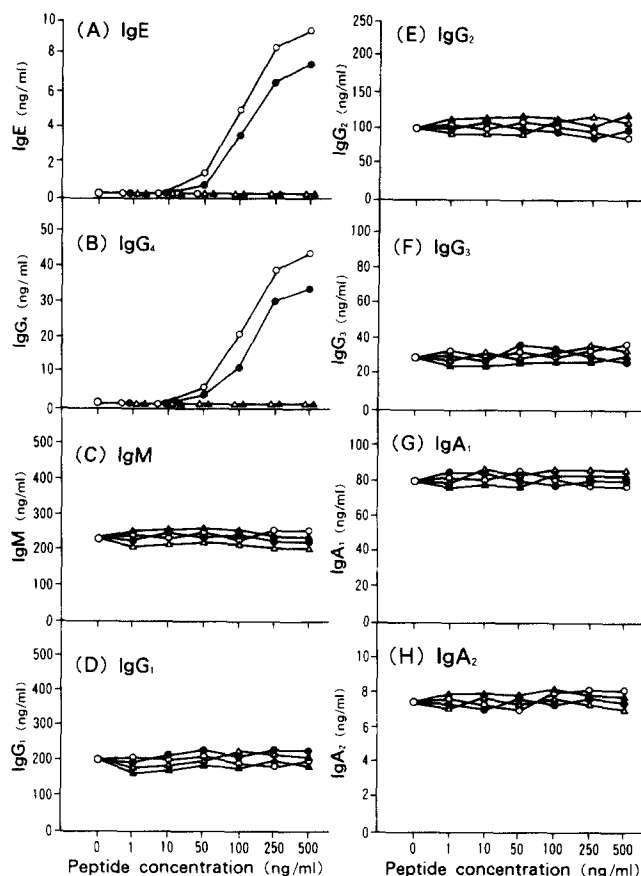 (A) IgE
IgE (ng/ml)
10
8
6
4
2
0
(B) IgG₄
IgG₄ (ng/ml)
40
30
20
10
0
(C) IgM
IgM (ng/ml)
500
400
300
200
100
0
(D) IgG₁
IgG₁ (ng/ml)
500
400
300
200
100
0
0 1 10 50 100 250 500
Peptide concentration (ng/ml)
(E) IgG₂
IgG₂ (ng/ml)
250
200
150
100
50
0
(F) IgG₃
IgG₃ (ng/ml)
100
80
60
40
20
0
(G) IgA₁
IgA₁ (ng/ml)
100
80
60
40
20
0
(H) IgA₂
IgA₂ (ng/ml)
10
8
6
4
2
0
0 1 10 50 100 250 500
Peptide concentration (ng/ml)